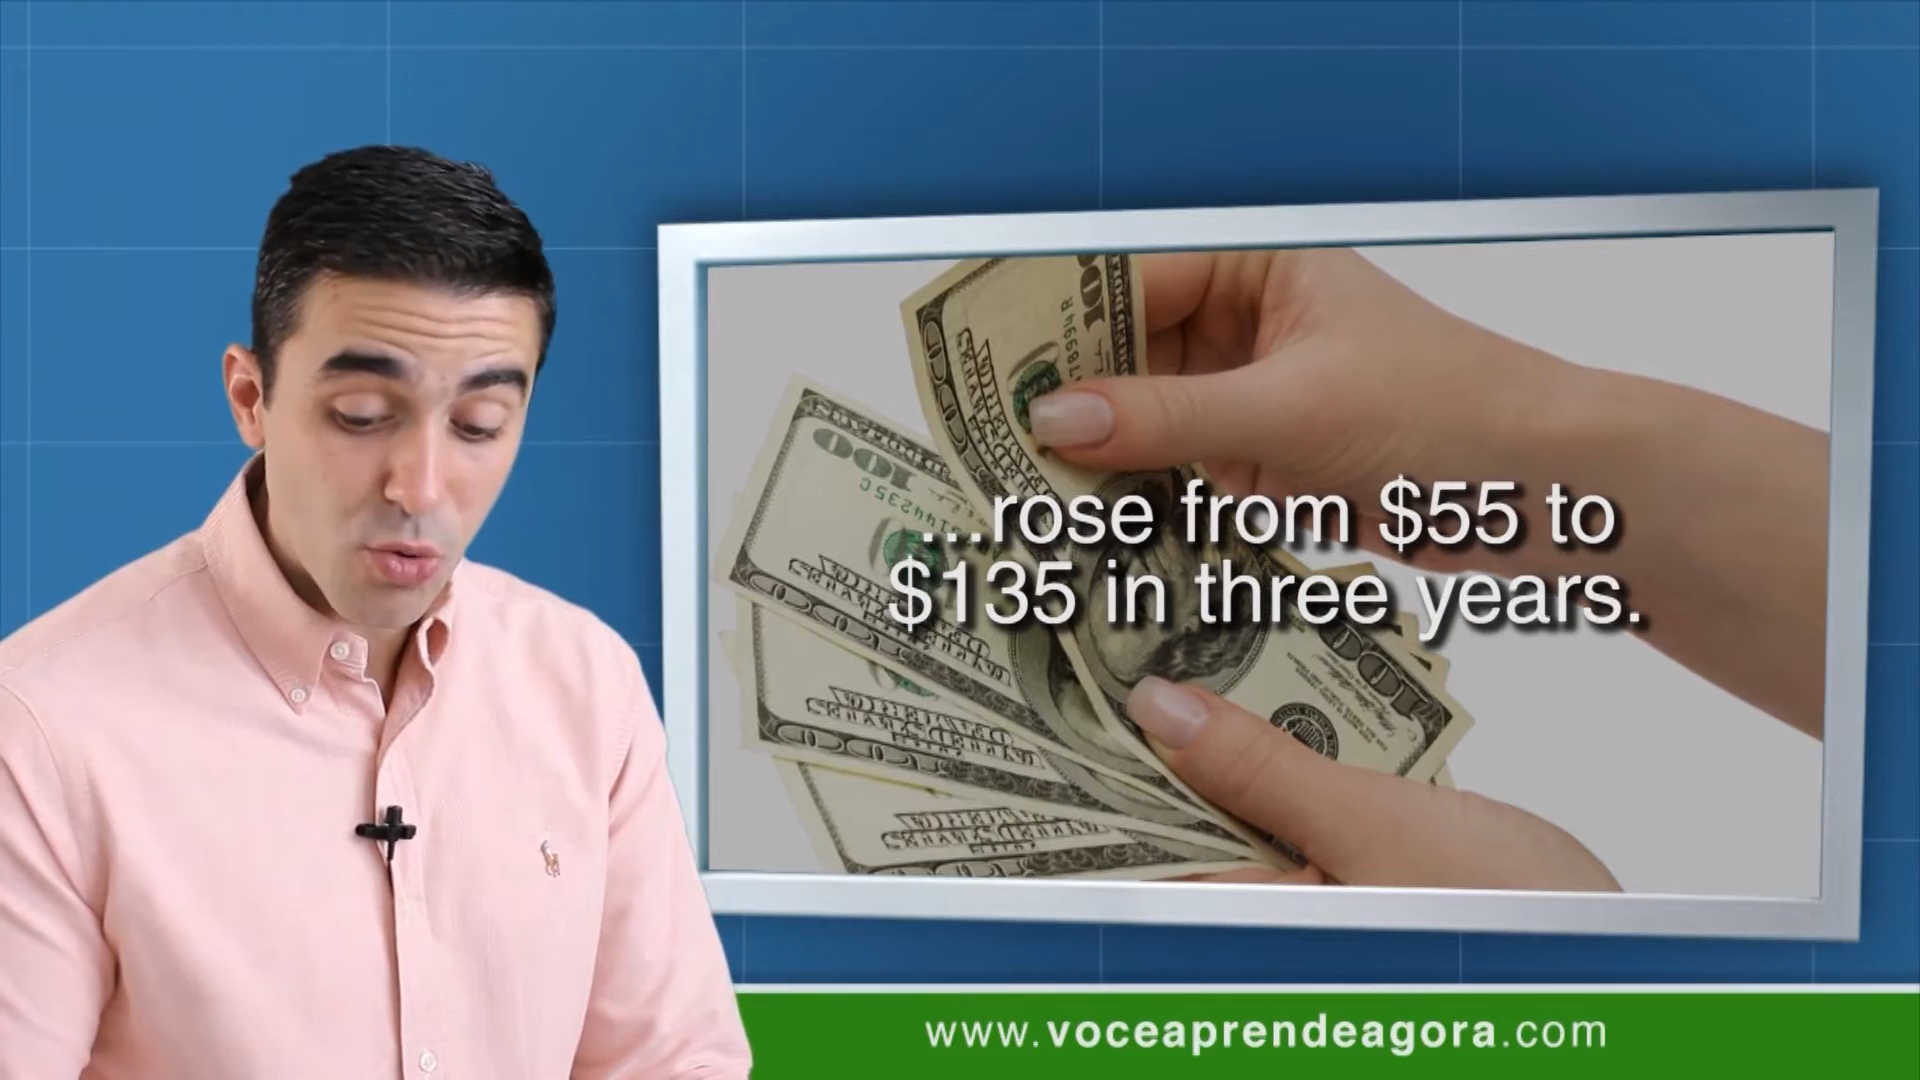 ...rose from $55 to
$135 in three years.
www.voceaprendeagora.com